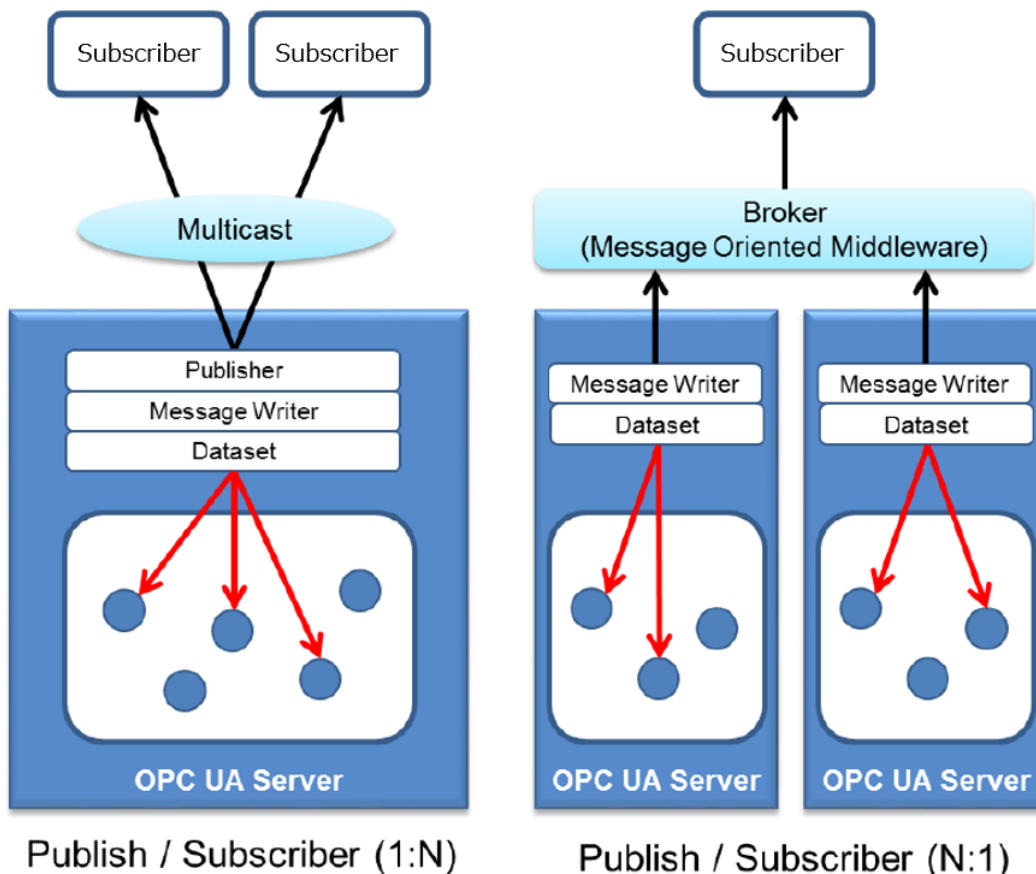 Subscriber
Subscriber
Multicast
Publisher
Message Writer
Dataset
OPC UA Server
Publish / Subscriber (1:N)
Subscriber
Broker
(Message Oriented Middleware)
Message Writer
Dataset
OPC UA Server
Message Writer
Dataset
OPC UA Server
Publish / Subscriber (N:1)